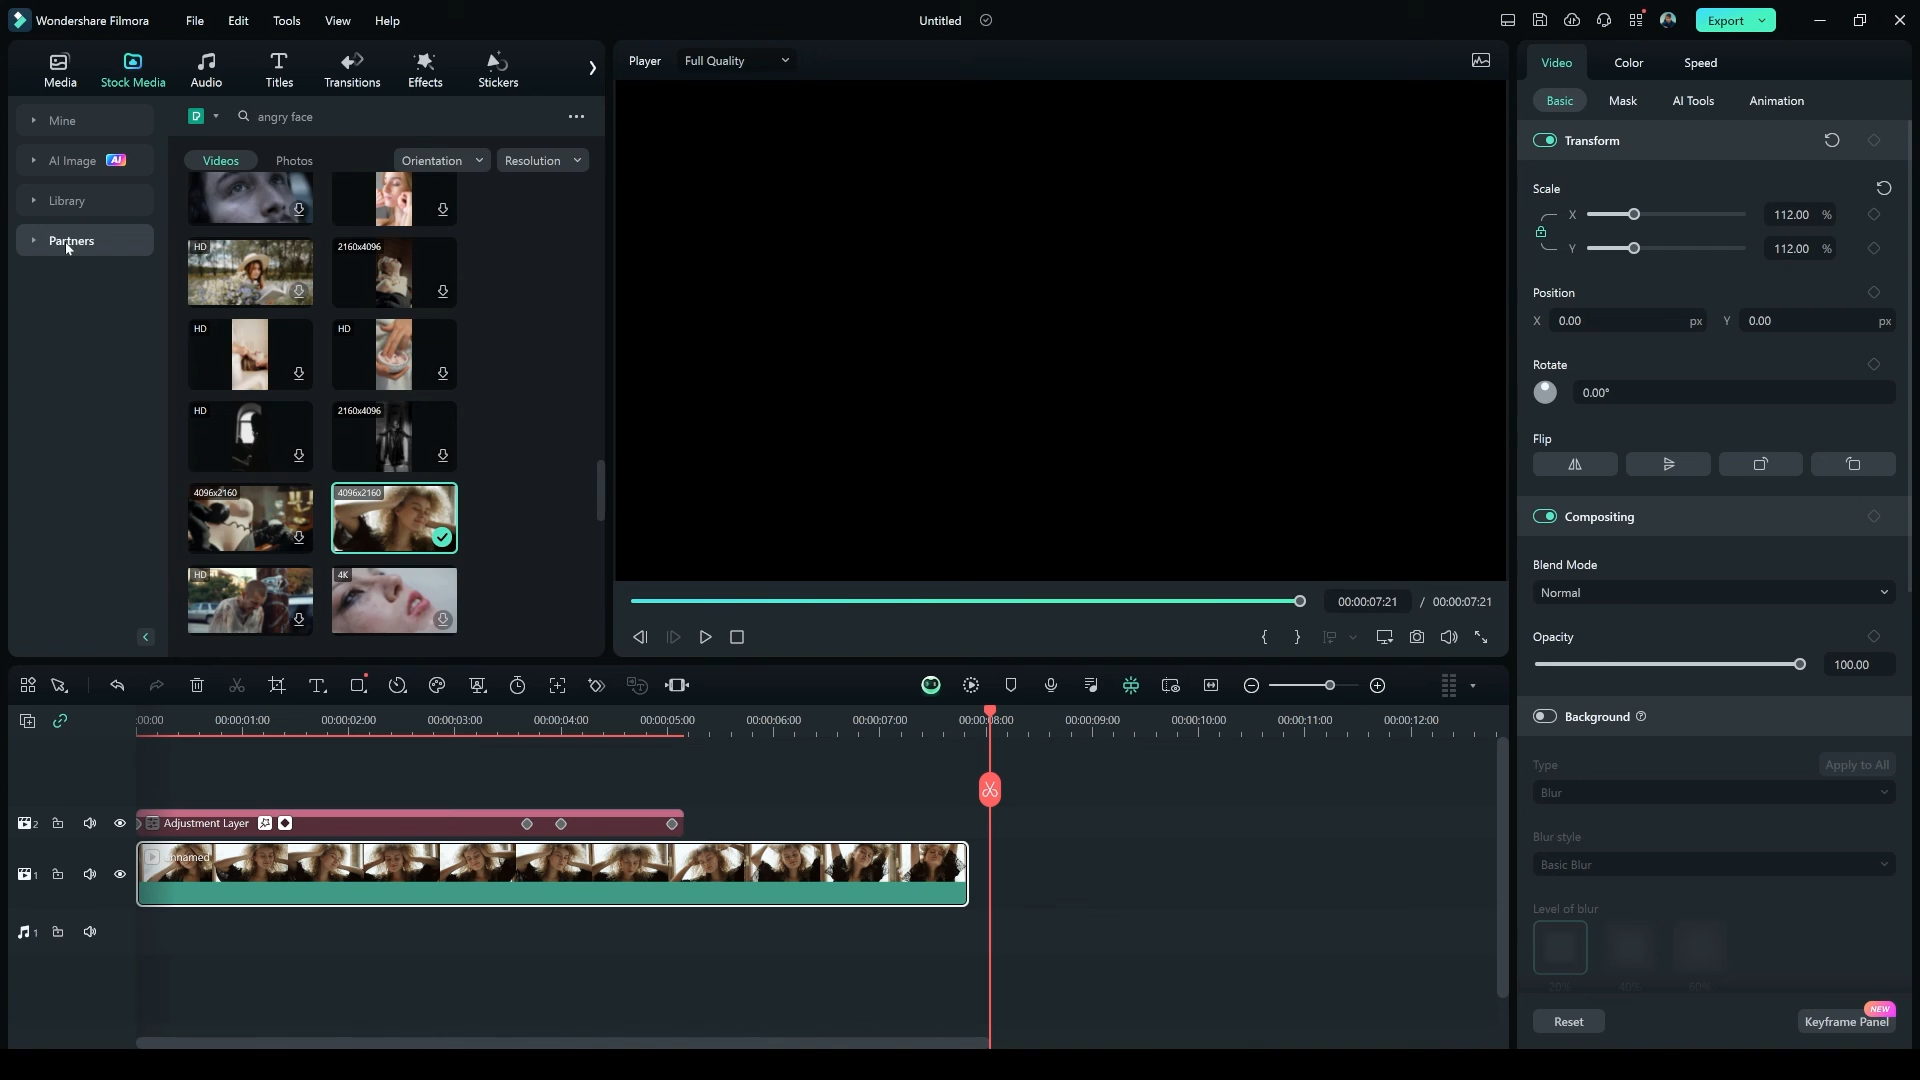 Wondershare Filmora
File Edit Tools View Help
Untitled
Export
Media
Stock Media
Audio
Titles
Transitions
Effects
Stickers
Mine
AI Image AI
Library
Partners
angry face
Videos
Photos
Orientation
Resolution
HD
2160x4096
HD
HD
HD
2160x4096
4096x2160
4096x2160
HD
4K
Player
Full Quality
00:00:07:21 / 00:00:07:21
Video Color Speed
Basic Mask AI Tools Animation
Transform
Scale
X 112.00 %
Y 112.00 %
Position
X 0.00 px Y 0.00 px
Rotate
0.00°
Flip
Compositing
Blend Mode
Normal
Opacity
100.00
Background
Type
Apply to All
Blur
Blur style
Basic Blur
Level of blur
20% 40% 60%
NEW
Reset
Keyframe Panel
:00:00 00:00:01:00 00:00:02:00 00:00:03:00 00:00:04:00 00:00:05:00 00:00:06:00 00:00:07:00 00:00:08:00 00:00:09:00 00:00:10:00 00:00:11:00 00:00:12:00
2
Adjustment Layer
1
nnamed
1